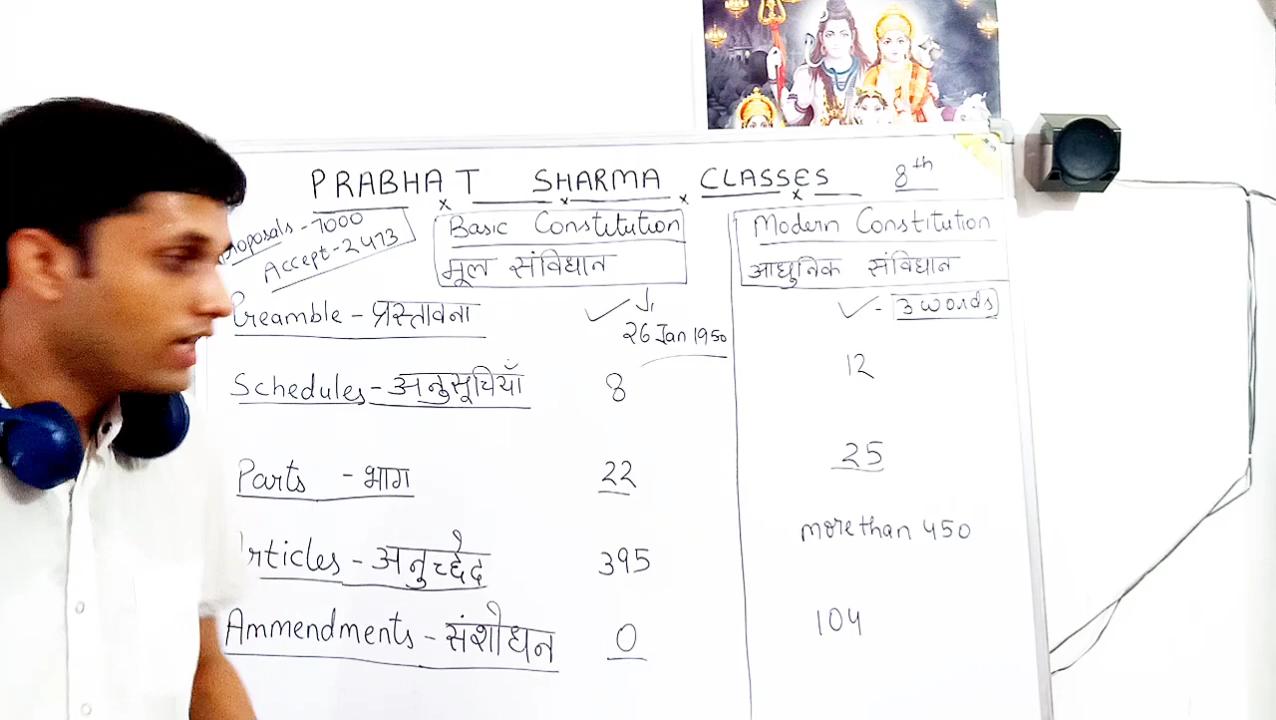 PRABHAT SHARMA CLASSES 8th
Proposals - 7000
Accept - 2473
Basic Constitution
मूल संविधान
Modern Constitution
आधुनिक संविधान
Preamble - प्रस्तावना ✓ 26 Jan 1950 ✓ - 3 words
Schedules - अनुसूचियाँ 8 12
Parts - भाग 22 25
rticles - अनुच्छेद 395 more than 450
Ammendments - संशोधन 0 104